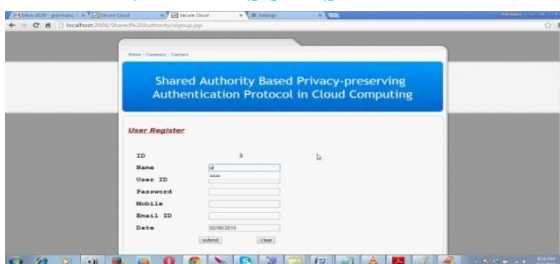 Secure Cloud
Secure Cloud
Settings
localhost:2008/Shared%20Authority/signup.jsp
Home - Company - Contact
Shared Authority Based Privacy-preserving
Authentication Protocol in Cloud Computing
User Register
ID 3
Name
User ID
Password
Mobile
Email ID
Date 02/08/2015
submit clear